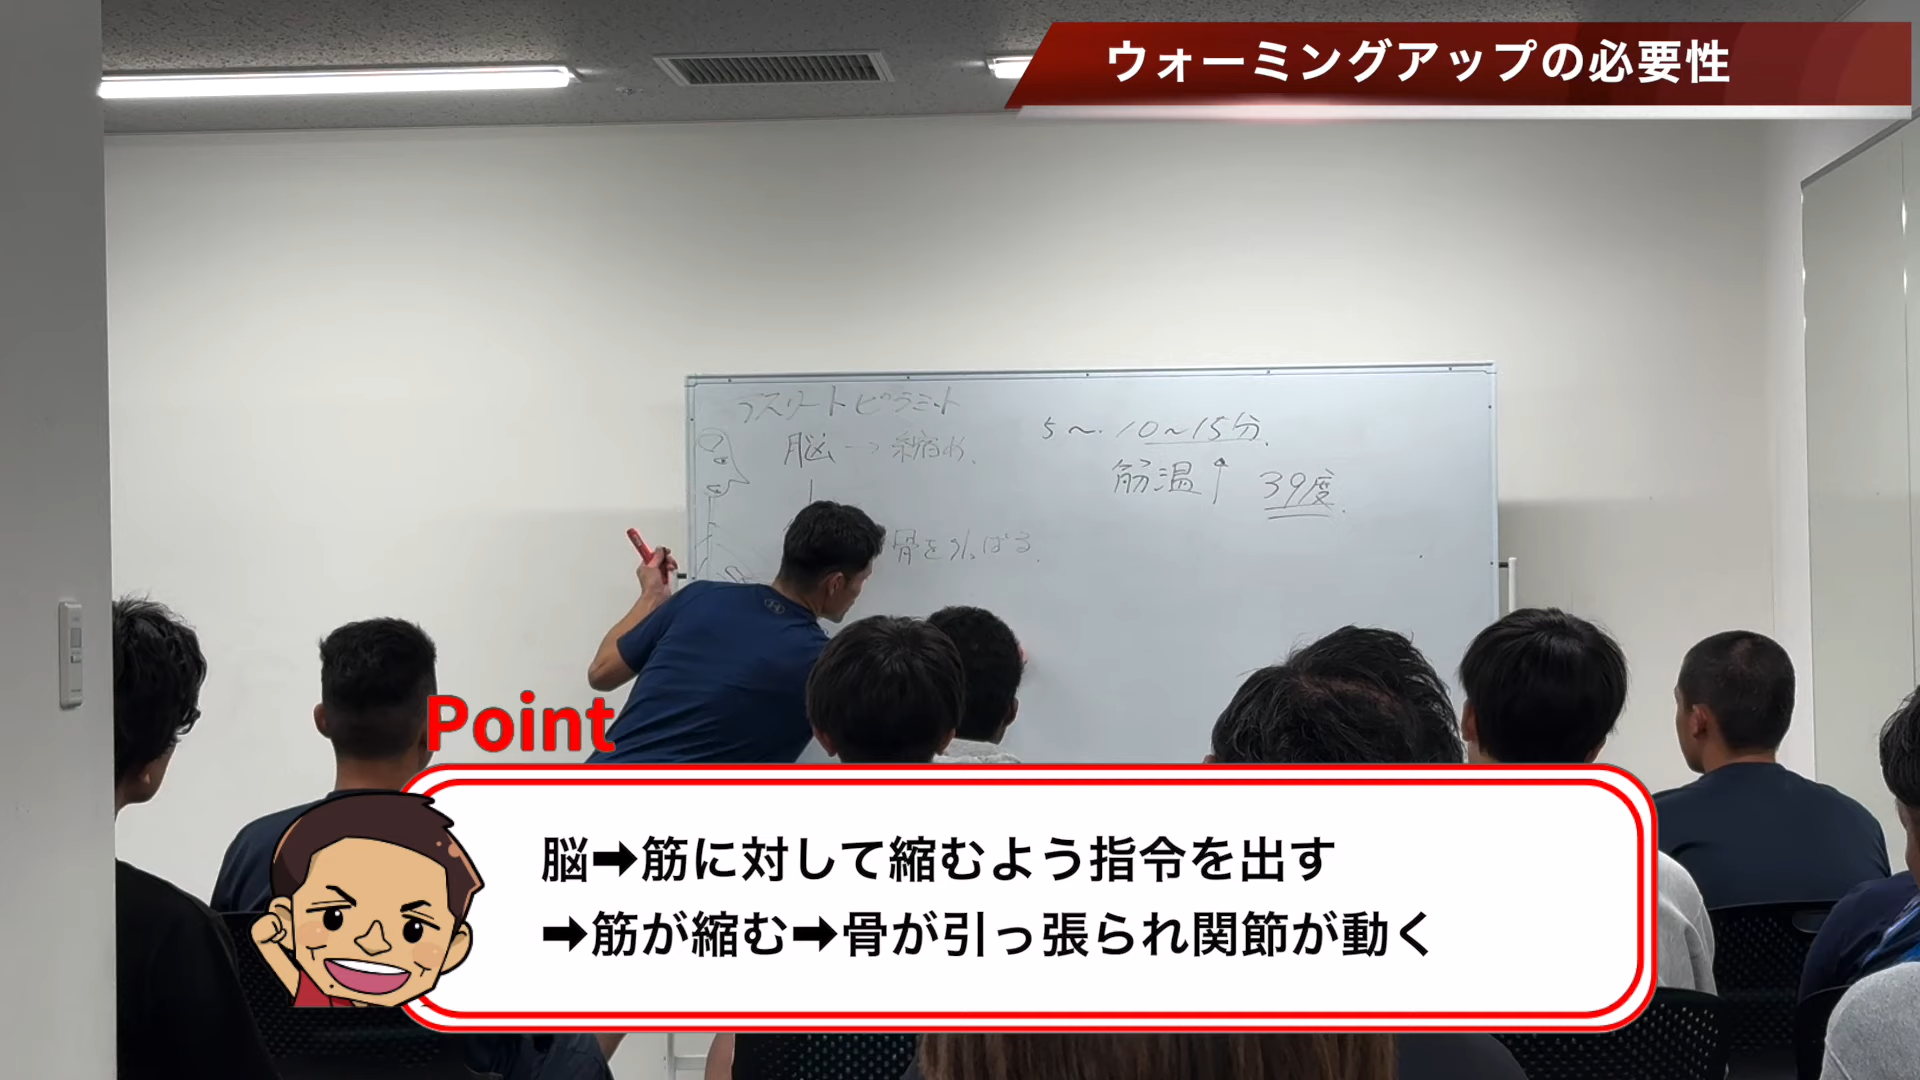 ウォーミングアップの必要性
アスリートピラミット
脳→縮め、
骨を引っぱる。
5〜10〜15分。
筋温↑ 39度。
Point
脳➡筋に対して縮むよう指令を出す
➡筋が縮む➡骨が引っ張られ関節が動く